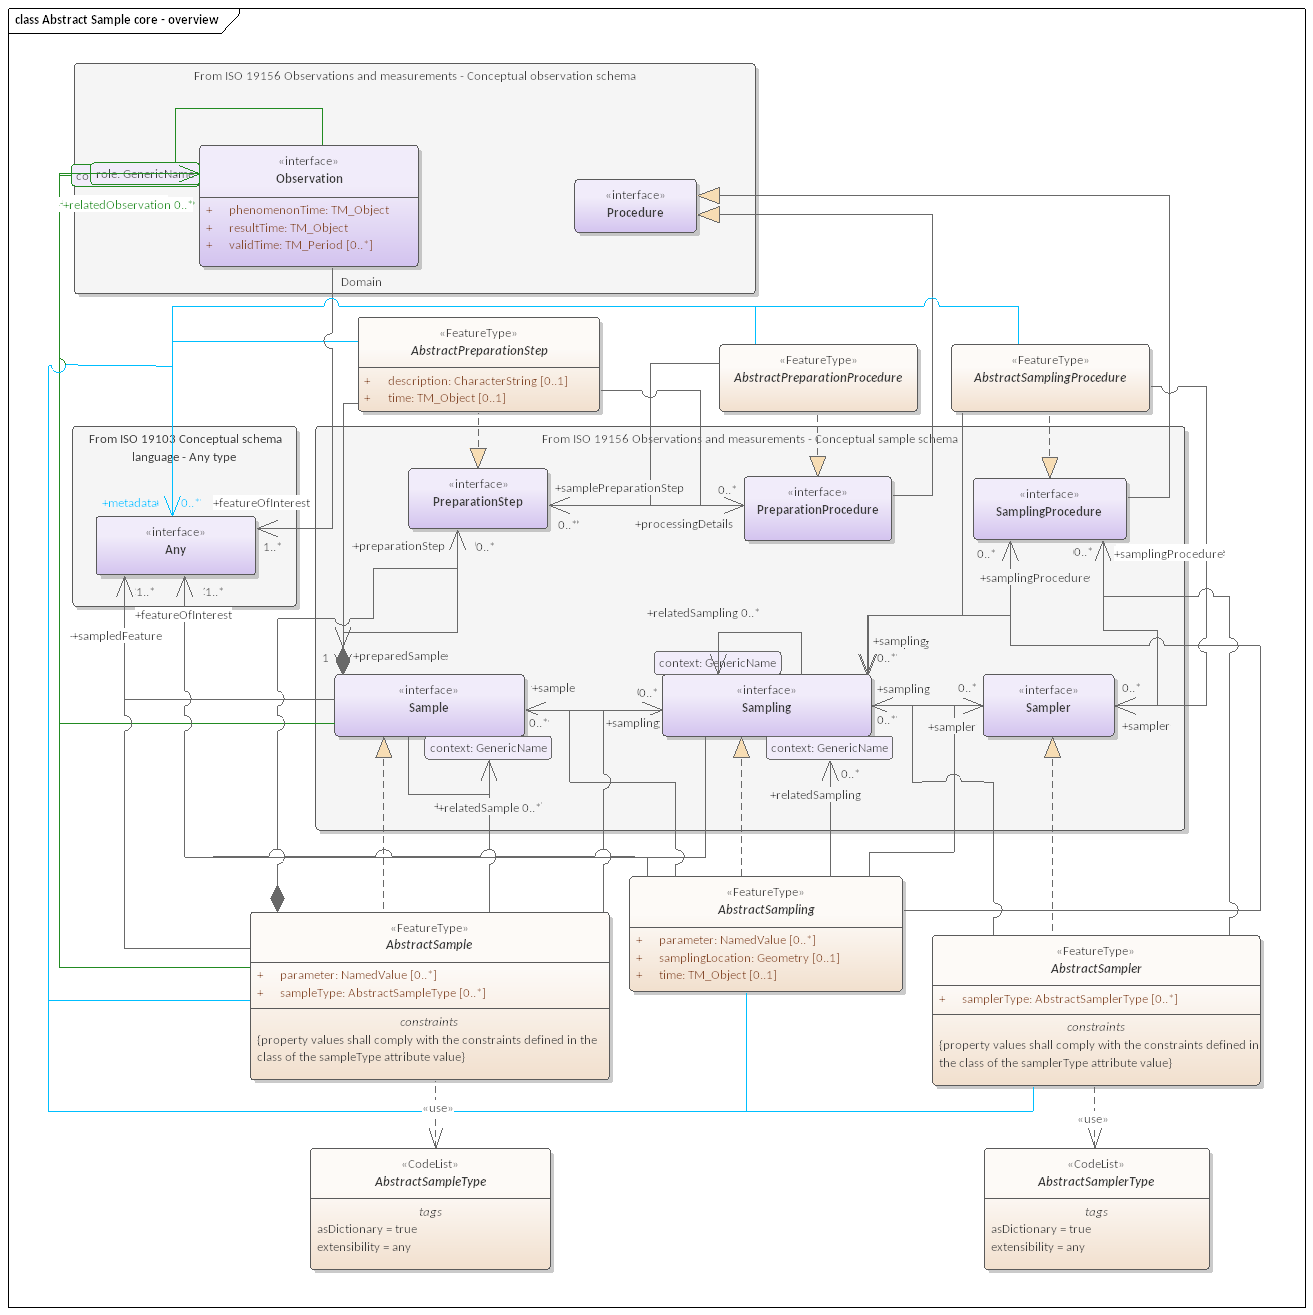 class Abstract Sample core - overview
From ISO 19156 Observations and measurements - Conceptual observation schema
«interface»
Observation
+ phenomenonTime: TM_Object
+ resultTime: TM_Object
+ validTime: TM_Period [0..*]
co
role: GenericName
+relatedObservation 0..*
«interface»
Procedure
Domain
«FeatureType»
AbstractPreparationStep
+ description: CharacterString [0..1]
+ time: TM_Object [0..1]
«FeatureType»
AbstractPreparationProcedure
«FeatureType»
AbstractSamplingProcedure
From ISO 19103 Conceptual schema
language - Any type
+metadata
0..*
+featureOfInterest
1..*
«interface»
Any
1..*
1..*
+featureOfInterest
+sampledFeature
From ISO 19156 Observations and measurements - Conceptual sample schema
«interface»
PreparationStep
+samplePreparationStep
0..*
0..*
+processingDetails
«interface»
PreparationProcedure
«interface»
SamplingProcedure
+preparationStep
0..*
0..*
+samplingProcedure
0..*
+samplingProcedure
+relatedSampling 0..*
1
+preparedSample
context: GenericName
+sampling
0..*
«interface»
Sample
+sample
0..*
0..*
+sampling
«interface»
Sampling
+sampling
0..*
0..*
+sampler
«interface»
Sampler
0..*
+sampler
context: GenericName
+relatedSample 0..*
context: GenericName
0..*
+relatedSampling
«FeatureType»
AbstractSample
+ parameter: NamedValue [0..*]
+ sampleType: AbstractSampleType [0..*]
constraints
{property values shall comply with the constraints defined in the
class of the sampleType attribute value}
«FeatureType»
AbstractSampling
+ parameter: NamedValue [0..*]
+ samplingLocation: Geometry [0..1]
+ time: TM_Object [0..1]
«FeatureType»
AbstractSampler
+ samplerType: AbstractSamplerType [0..*]
constraints
{property values shall comply with the constraints defined in
the class of the samplerType attribute value}
«use»
«use»
«CodeList»
AbstractSampleType
tags
asDictionary = true
extensibility = any
«CodeList»
AbstractSamplerType
tags
asDictionary = true
extensibility = any